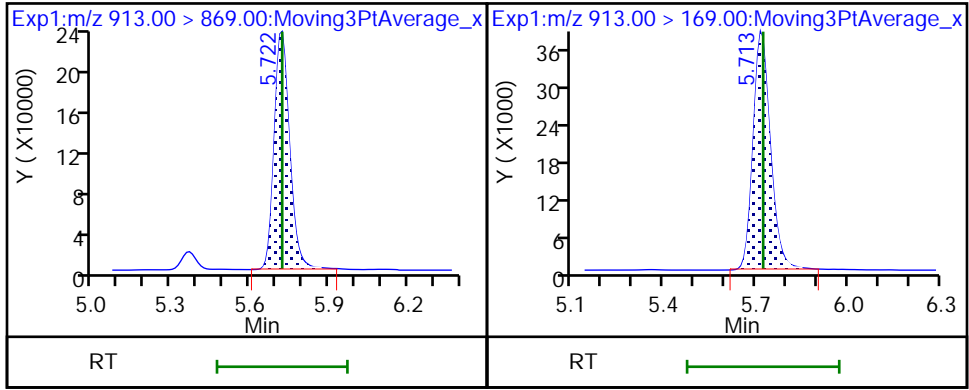 Exp1:m/z 913.00 > 869.00:Moving3PtAverage_x
24
20
16
12
8
4
0
Y ( X10000)
5.722
5.0 5.3 5.6 5.9 6.2
Min
RT
Exp1:m/z 913.00 > 169.00:Moving3PtAverage_x
36
30
24
18
12
6
0
Y ( X1000)
5.713
5.1 5.4 5.7 6.0 6.3
Min
RT